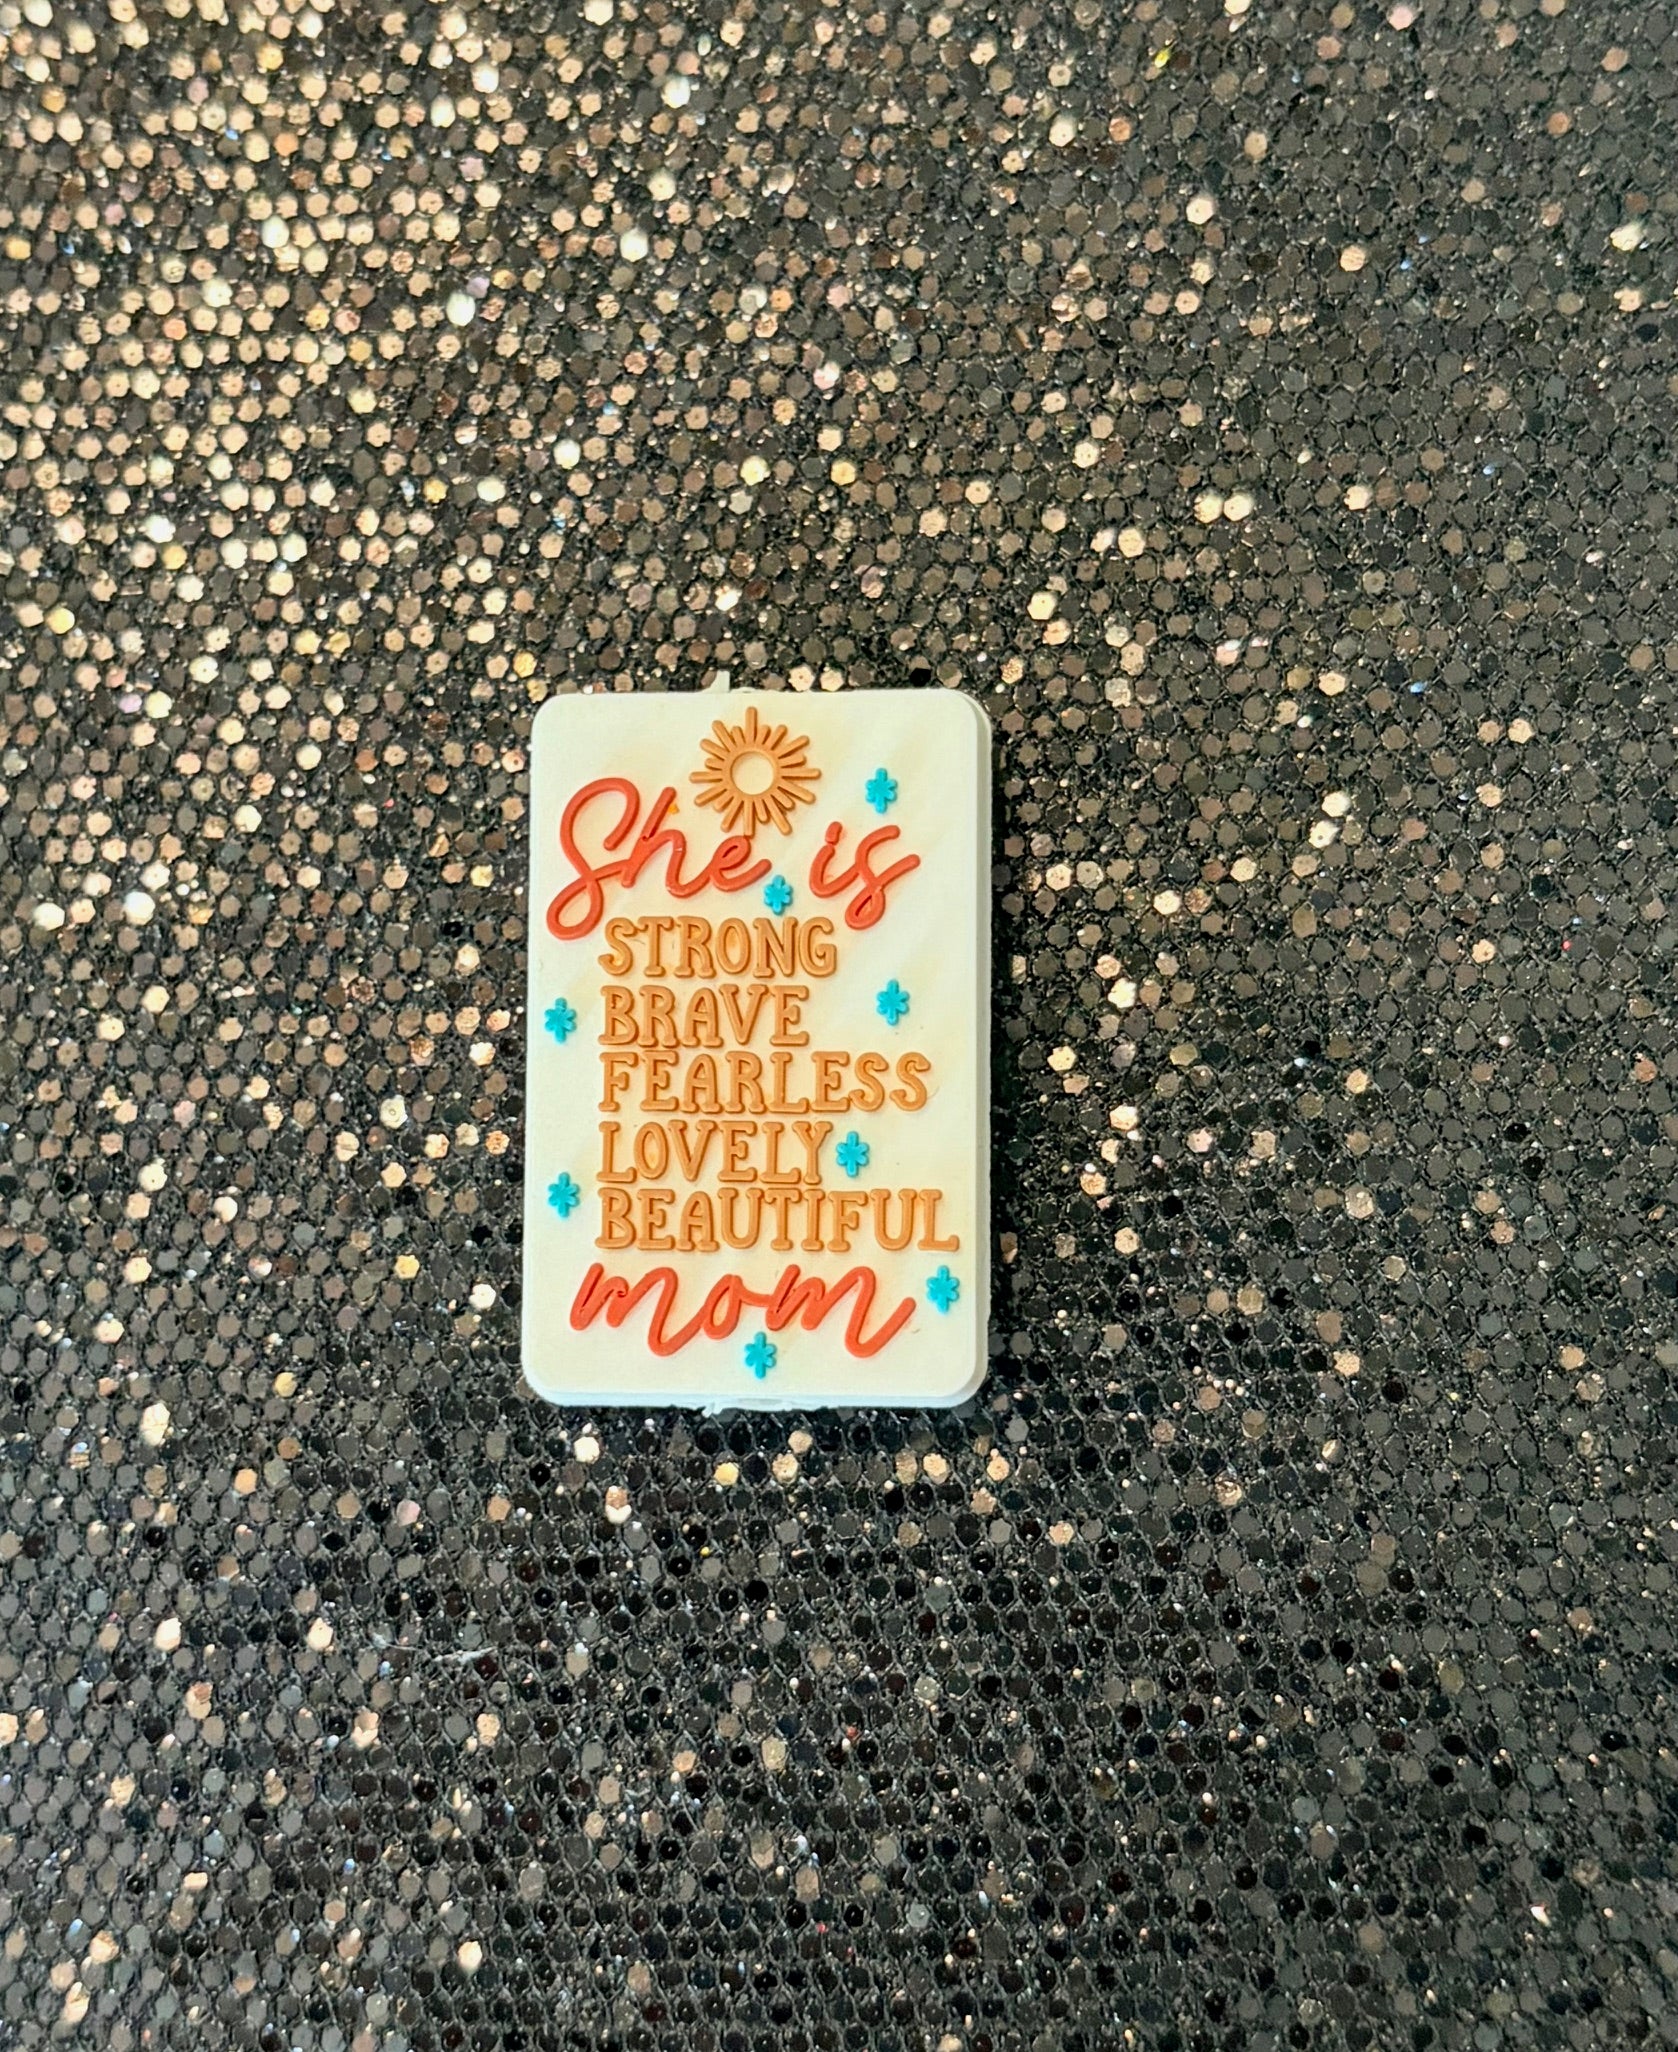 She is
STRONG
BRAVE
FEARLESS
LOVELY
BEAUTIFUL
mom